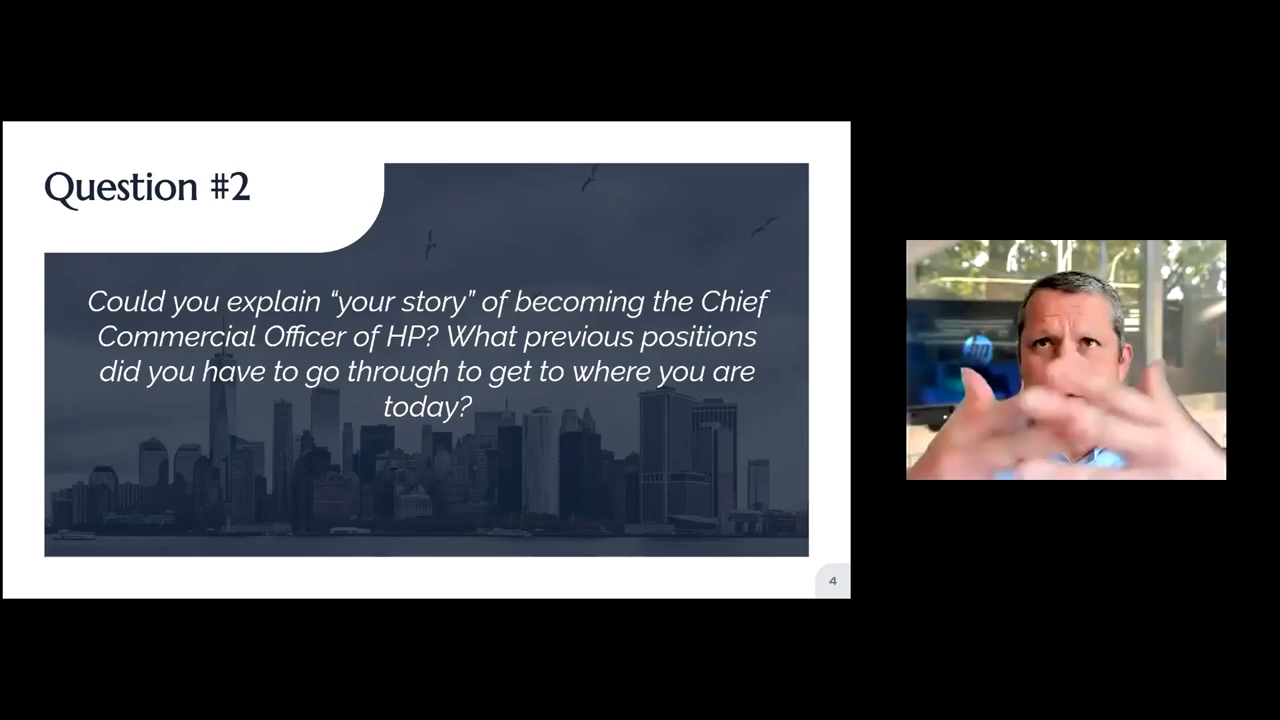 Question #2
Could you explain “your story” of becoming the Chief
Commercial Officer of HP? What previous positions
did you have to go through to get to where you are
today?
4
hp